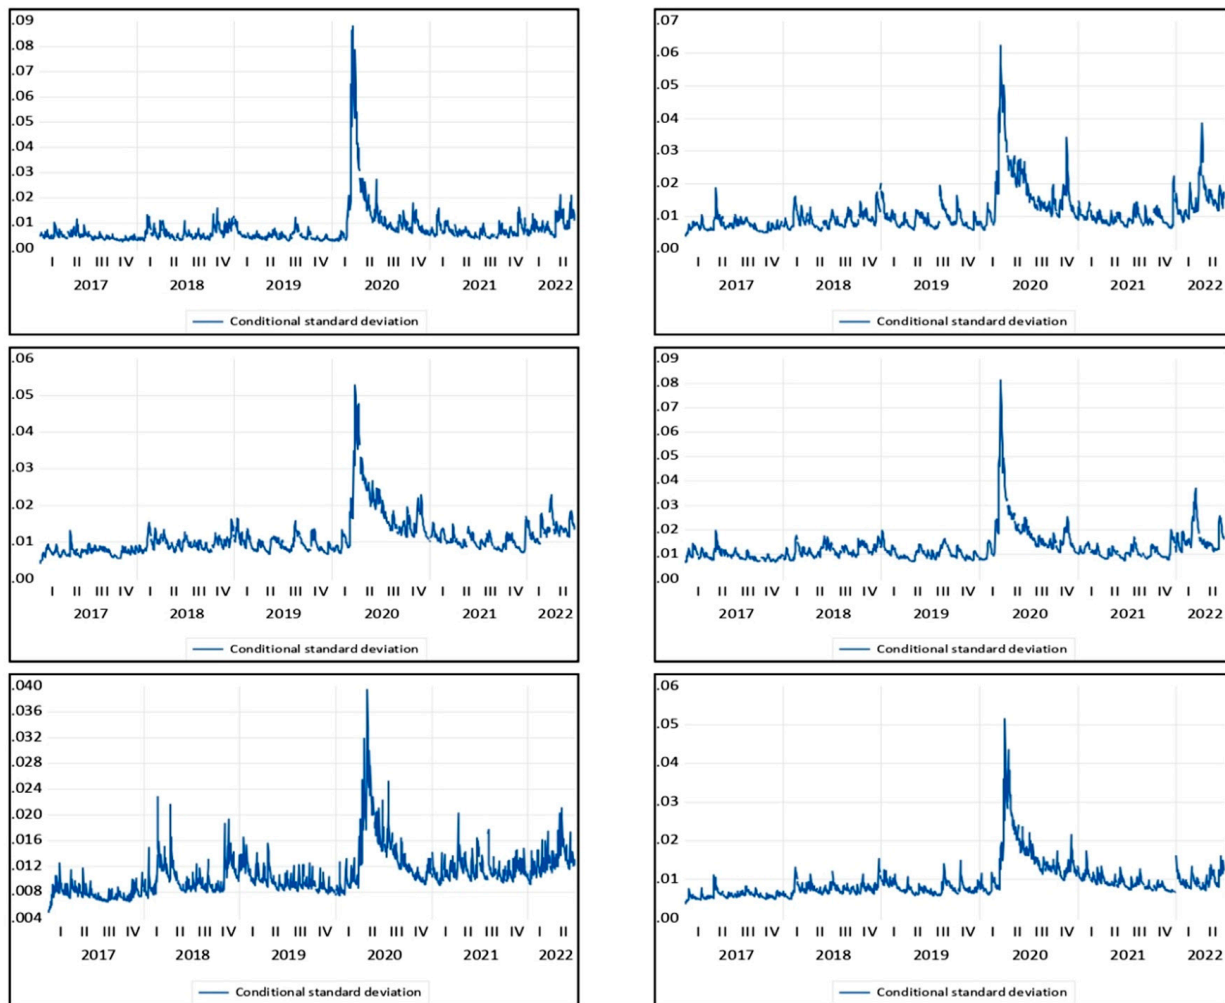 .09
.08
.07
.06
.05
.04
.03
.02
.01
.00
I II III IV I II III IV I II III IV I II III IV I II III IV I II
2017 2018 2019 2020 2021 2022
Conditional standard deviation
.07
.06
.05
.04
.03
.02
.01
.00
I II III IV I II III IV I II III IV I II III IV I II III IV I II
2017 2018 2019 2020 2021 2022
Conditional standard deviation
.06
.05
.04
.03
.02
.01
.00
I II III IV I II III IV I II III IV I II III IV I II III IV I II
2017 2018 2019 2020 2021 2022
Conditional standard deviation
.09
.08
.07
.06
.05
.04
.03
.02
.01
.00
I II III IV I II III IV I II III IV I II III IV I II III IV I II
2017 2018 2019 2020 2021 2022
Conditional standard deviation
.040
.036
.032
.028
.024
.020
.016
.012
.008
.004
I II III IV I II III IV I II III IV I II III IV I II III IV I II
2017 2018 2019 2020 2021 2022
Conditional standard deviation
.06
.05
.04
.03
.02
.01
.00
I II III IV I II III IV I II III IV I II III IV I II III IV I II
2017 2018 2019 2020 2021 2022
Conditional standard deviation